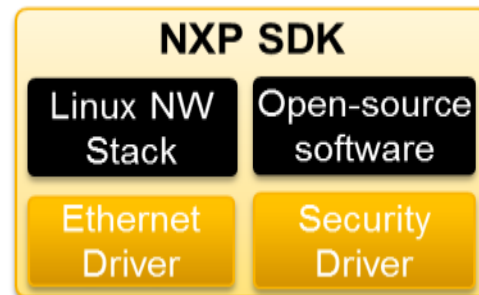 NXP SDK
Linux NW
Stack
Open-source
software
Ethernet
Driver
Security
Driver